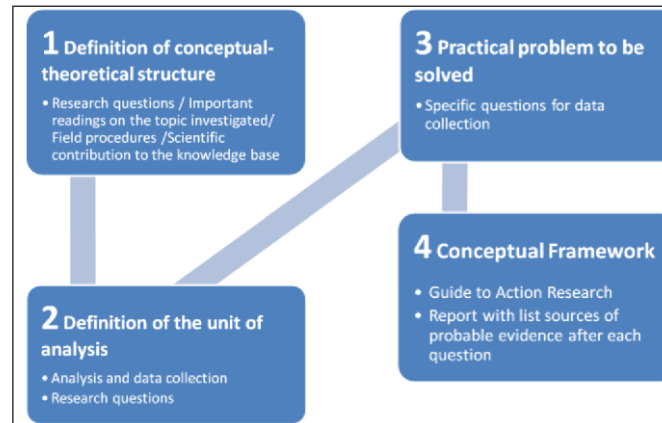 1 Definition of conceptual-
theoretical structure
• Research questions / Important
readings on the topic investigated/
Field procedures /Scientific
contribution to the knowledge base
2 Definition of the unit of
analysis
• Analysis and data collection
• Research questions
3 Practical problem to be
solved
• Specific questions for data
collection
4 Conceptual Framework
• Guide to Action Research
• Report with list sources of
probable evidence after each
question